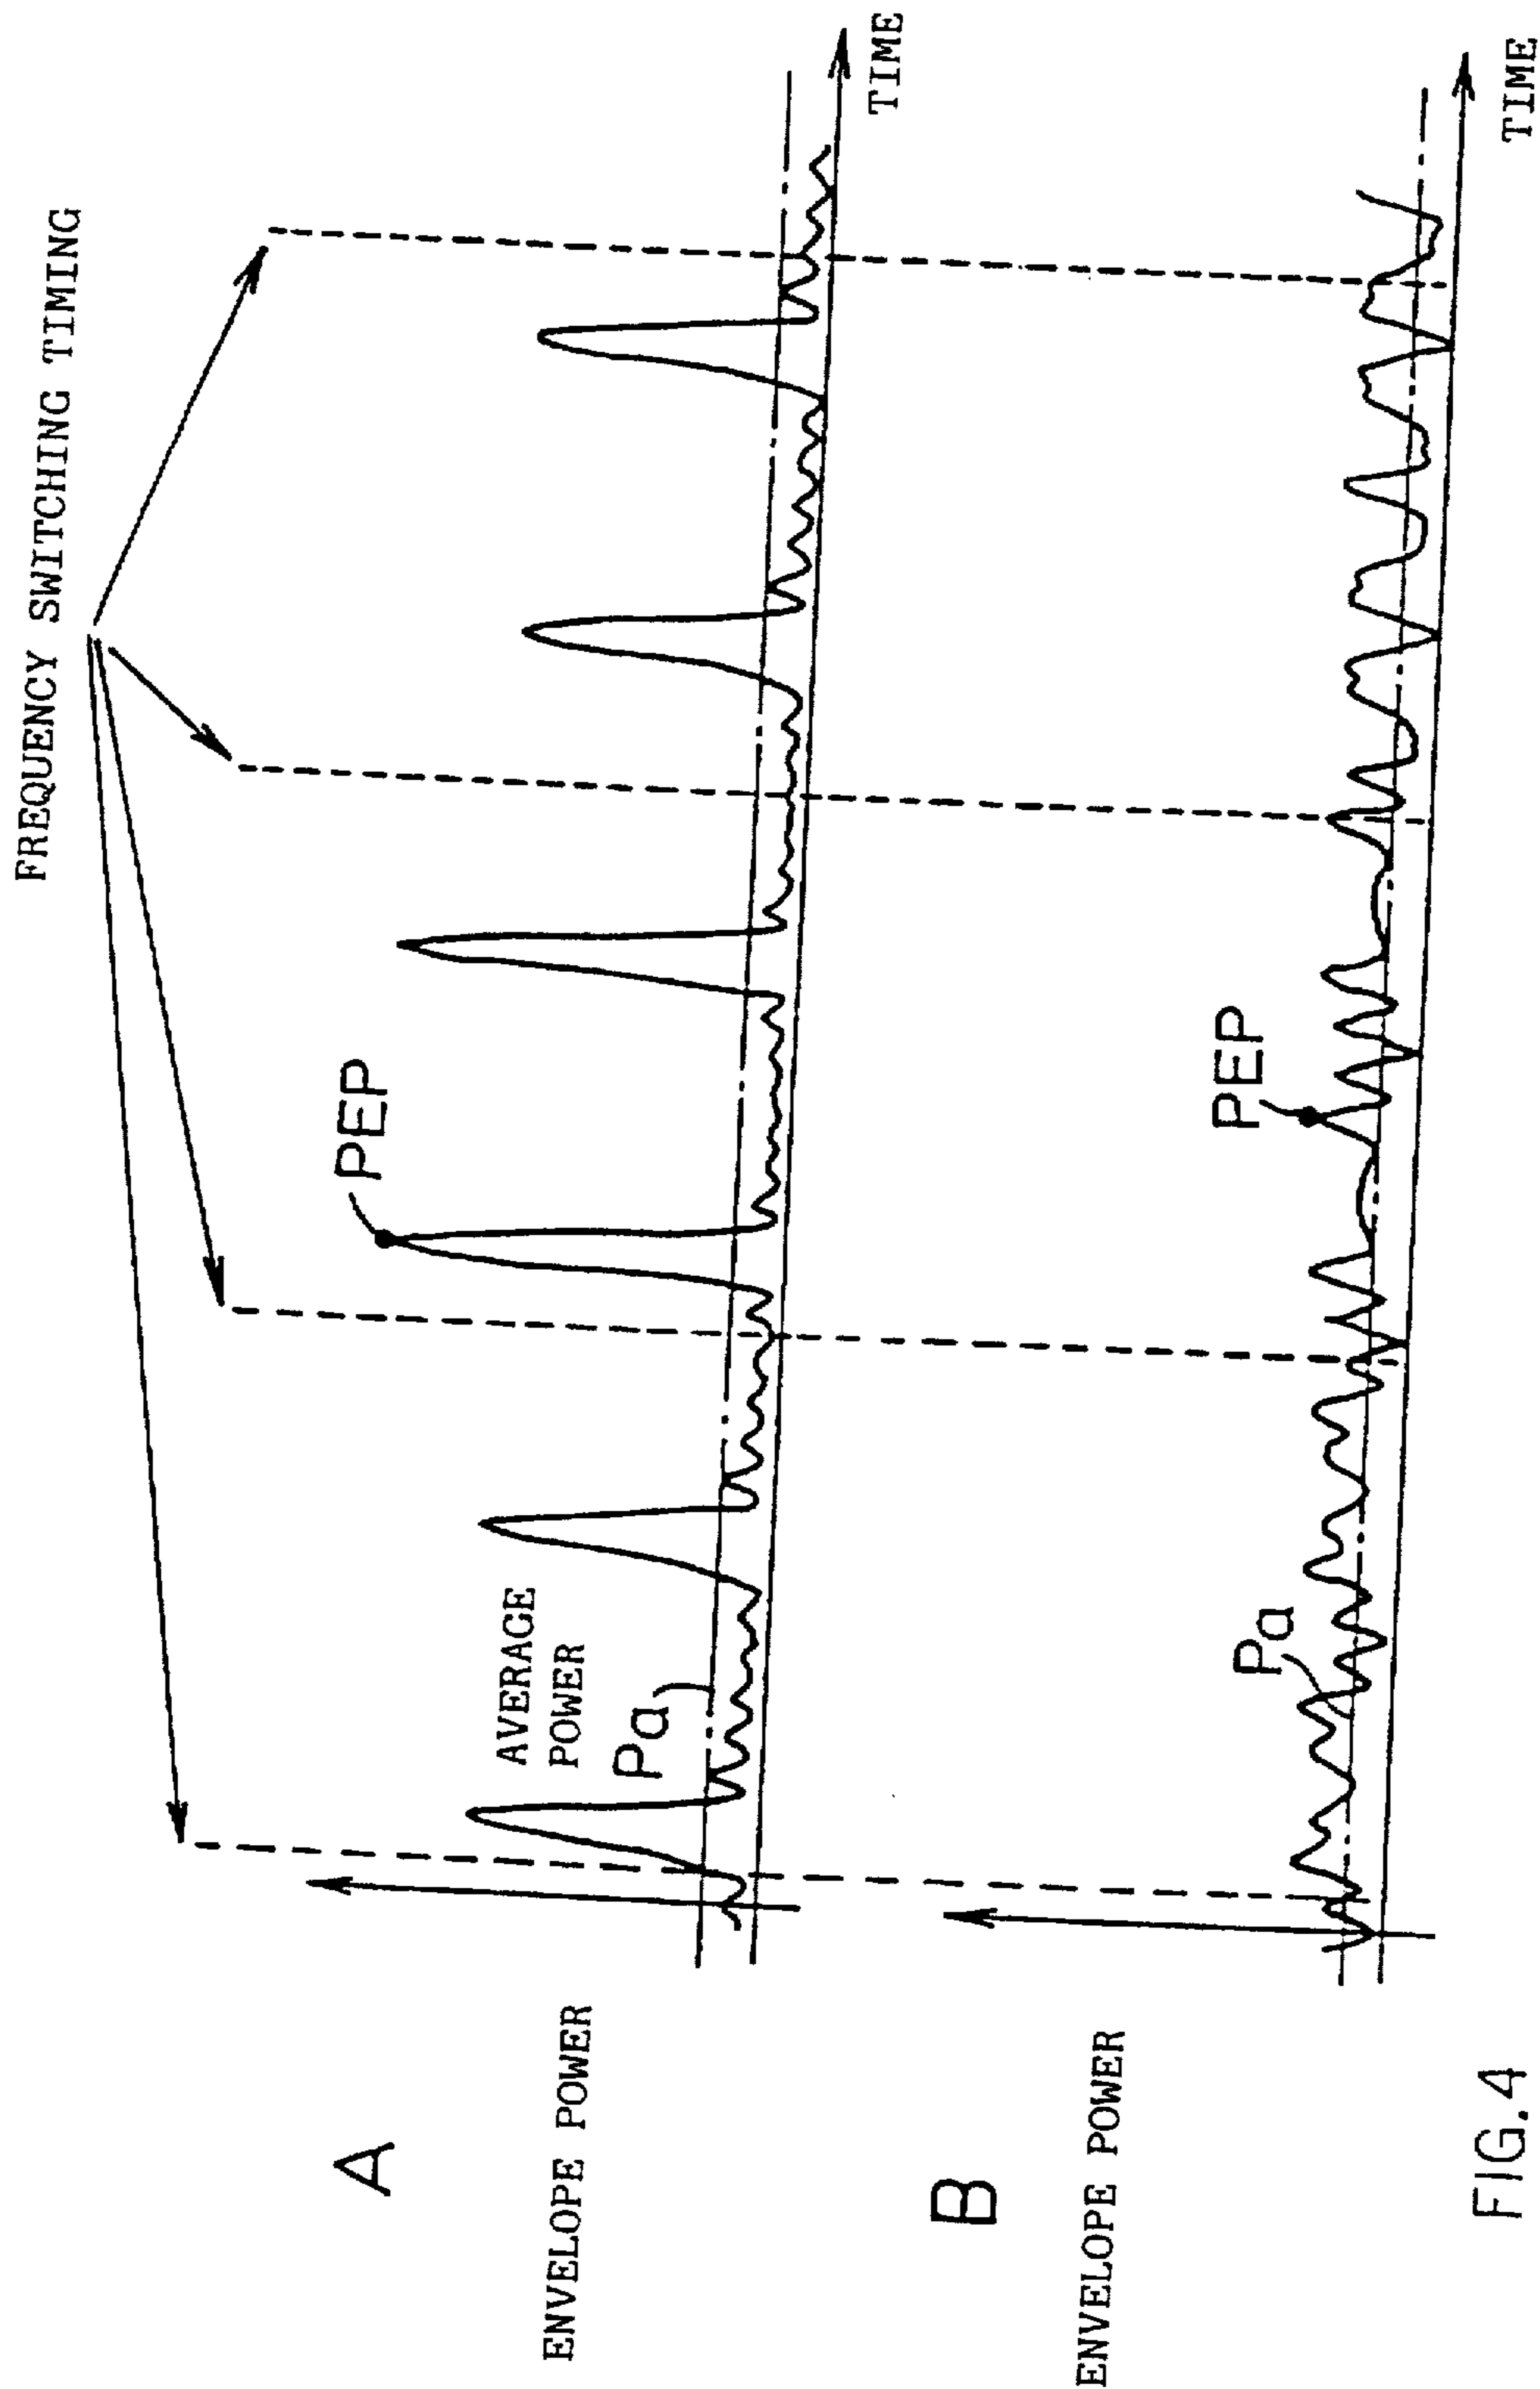 FREQUENCY SWITCHING TIMING
A
ENVELOPE POWER
PEP
AVERAGE
POWER
Pa
TIME
B
ENVELOPE POWER
PEP
Pa
TIME
FIG.4